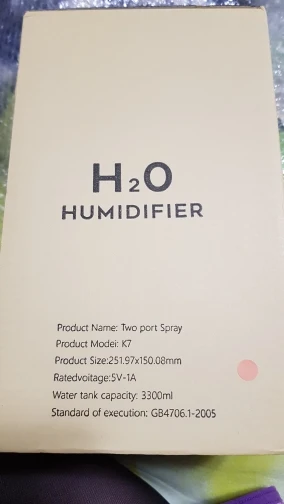 H2O
HUMIDIFIER
Product Name: Two port Spray
Product Modei: K7
Product Size:251.97x150.08mm
Ratedvoitage:5V-1A
Water tank capacity: 3300ml
Standard of execution: GB4706.1-2005